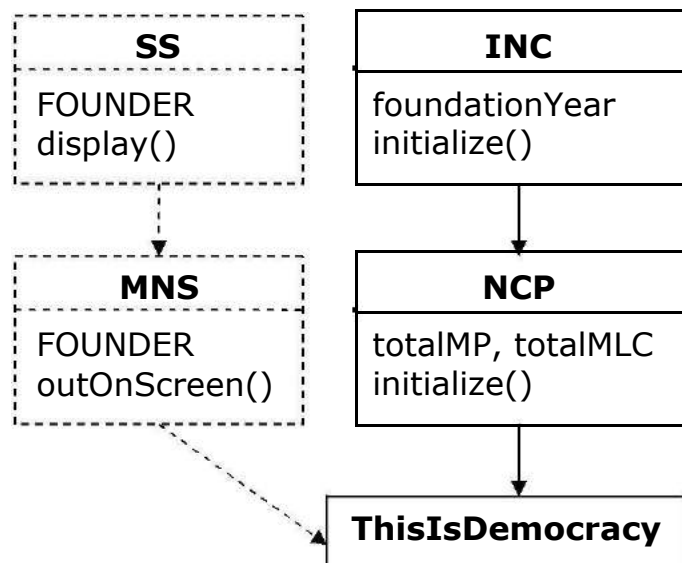 SS
FOUNDER
display()
INC
foundationYear
initialize()
MNS
FOUNDER
outOnScreen()
NCP
totalMP, totalMLC
initialize()
ThisIsDemocracy